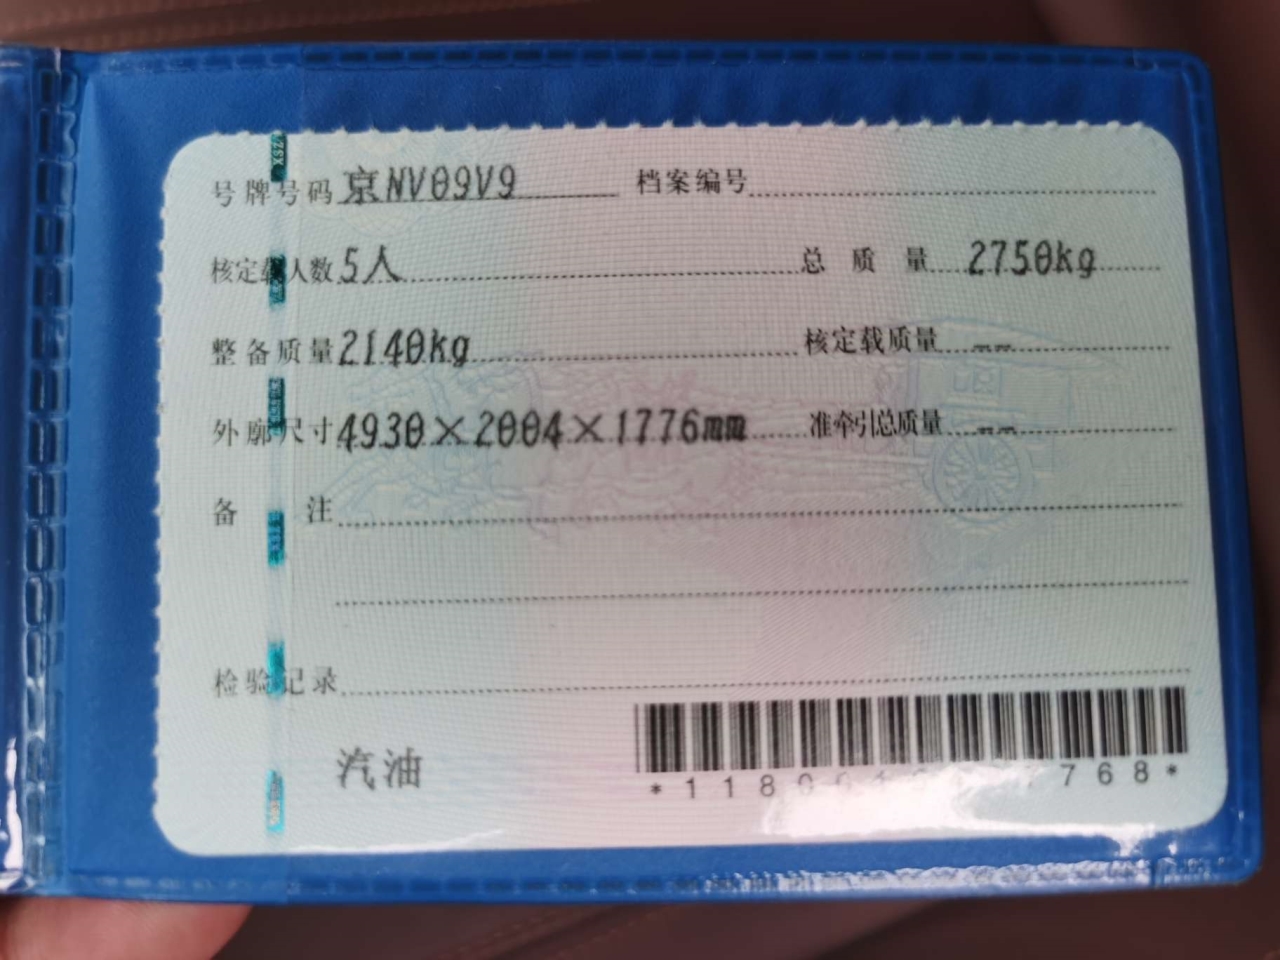 号牌号码 京NV09V9 档案编号
核定载人数 5人 总质量 2750kg
整备质量 2140kg 核定载质量 --
外廓尺寸 4930×2004×1776mm 准牵引总质量 --
备注
检验记录
汽油